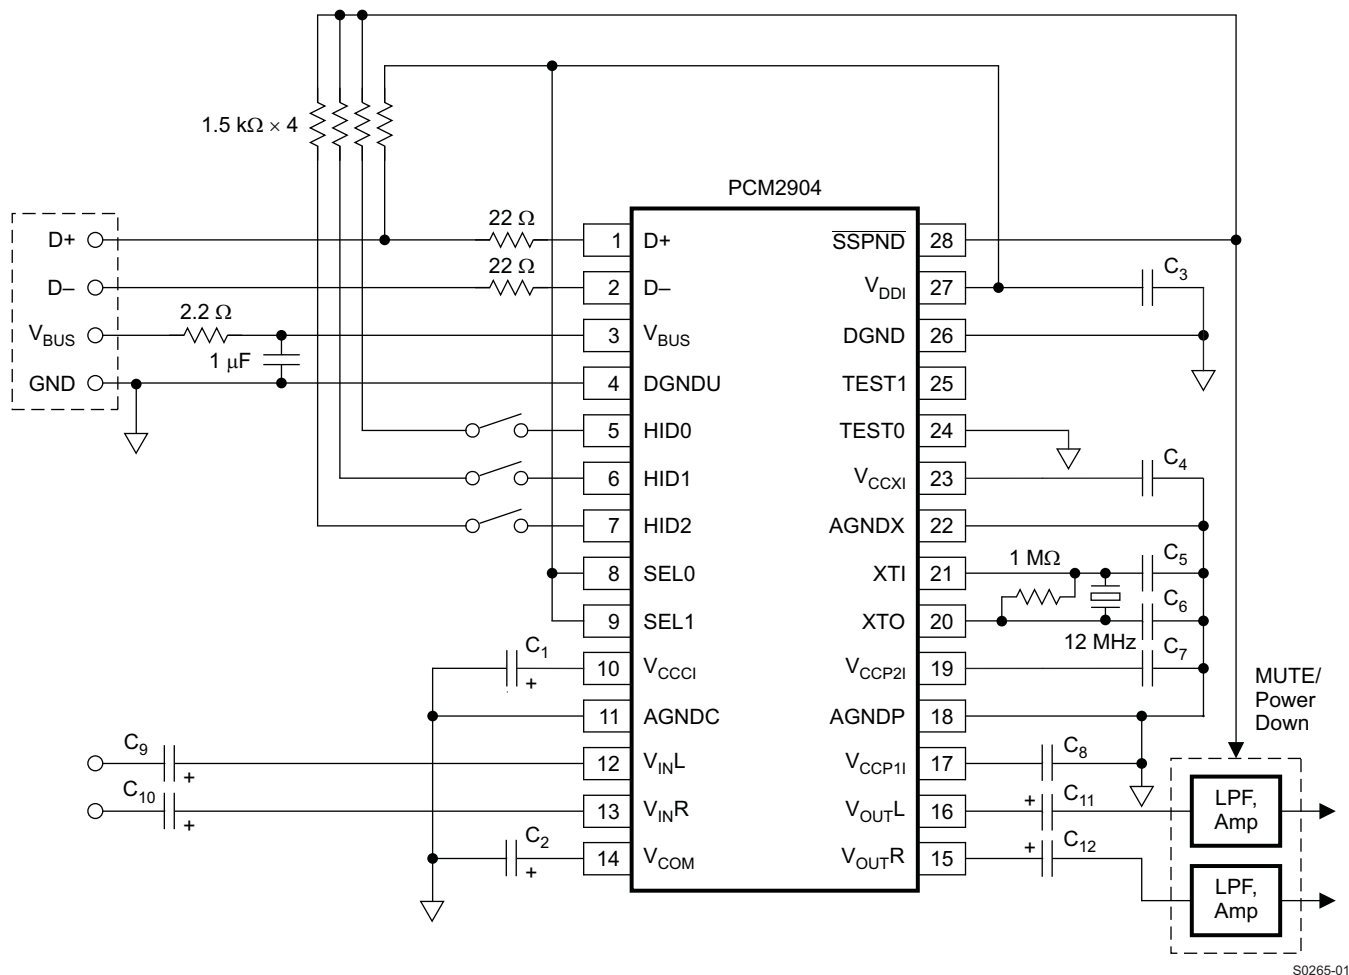 1.5 kΩ × 4
PCM2904
D+
22 Ω
1
D+
SSPND
28
C3
D–
22 Ω
2
D–
VDDI
27
VBUS
2.2 Ω
3
VBUS
DGND
26
1 μF
GND
4
DGNDU
TEST1
25
5
HID0
TEST0
24
C4
6
HID1
VCCXI
23
7
HID2
AGNDX
22
1 MΩ
C5
8
SEL0
XTI
21
C6
9
SEL1
XTO
20
12 MHz
C7
C1
+
10
VCCCI
VCCP2I
19
MUTE/
Power
Down
11
AGNDC
AGNDP
18
C9
+
12
VINL
VCCP1I
17
C8
C10
+
13
VINR
VOUTL
16
+
C11
LPF,
Amp
C2
+
14
VCOM
VOUTR
15
+
C12
LPF,
Amp
S0265-01